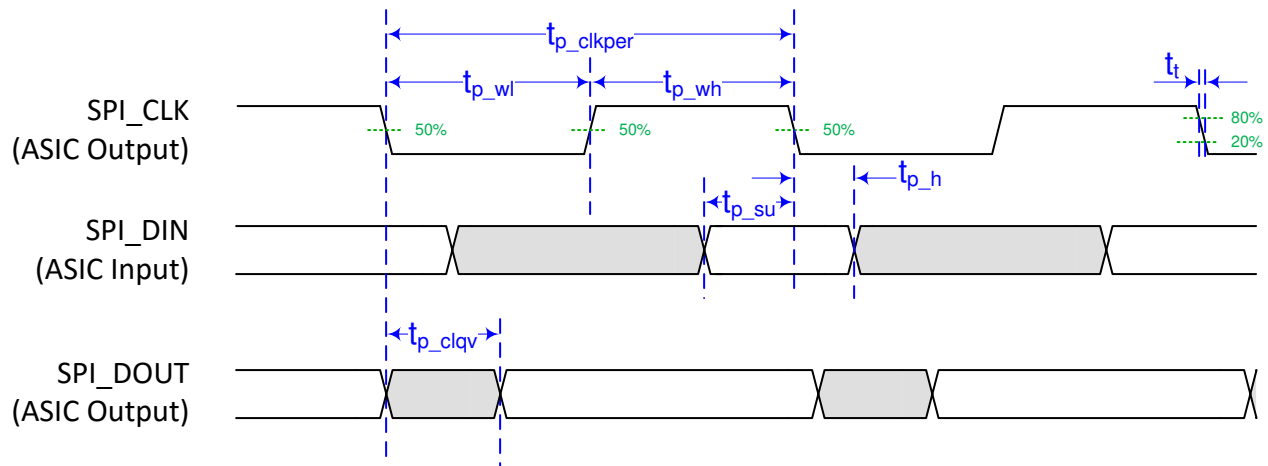 t_p_clkper
t_p_wl t_p_wh t_t
SPI_CLK
(ASIC Output)
50% 50% 50% 80%
20%
t_p_h
t_p_su
SPI_DIN
(ASIC Input)
t_p_clqv
SPI_DOUT
(ASIC Output)